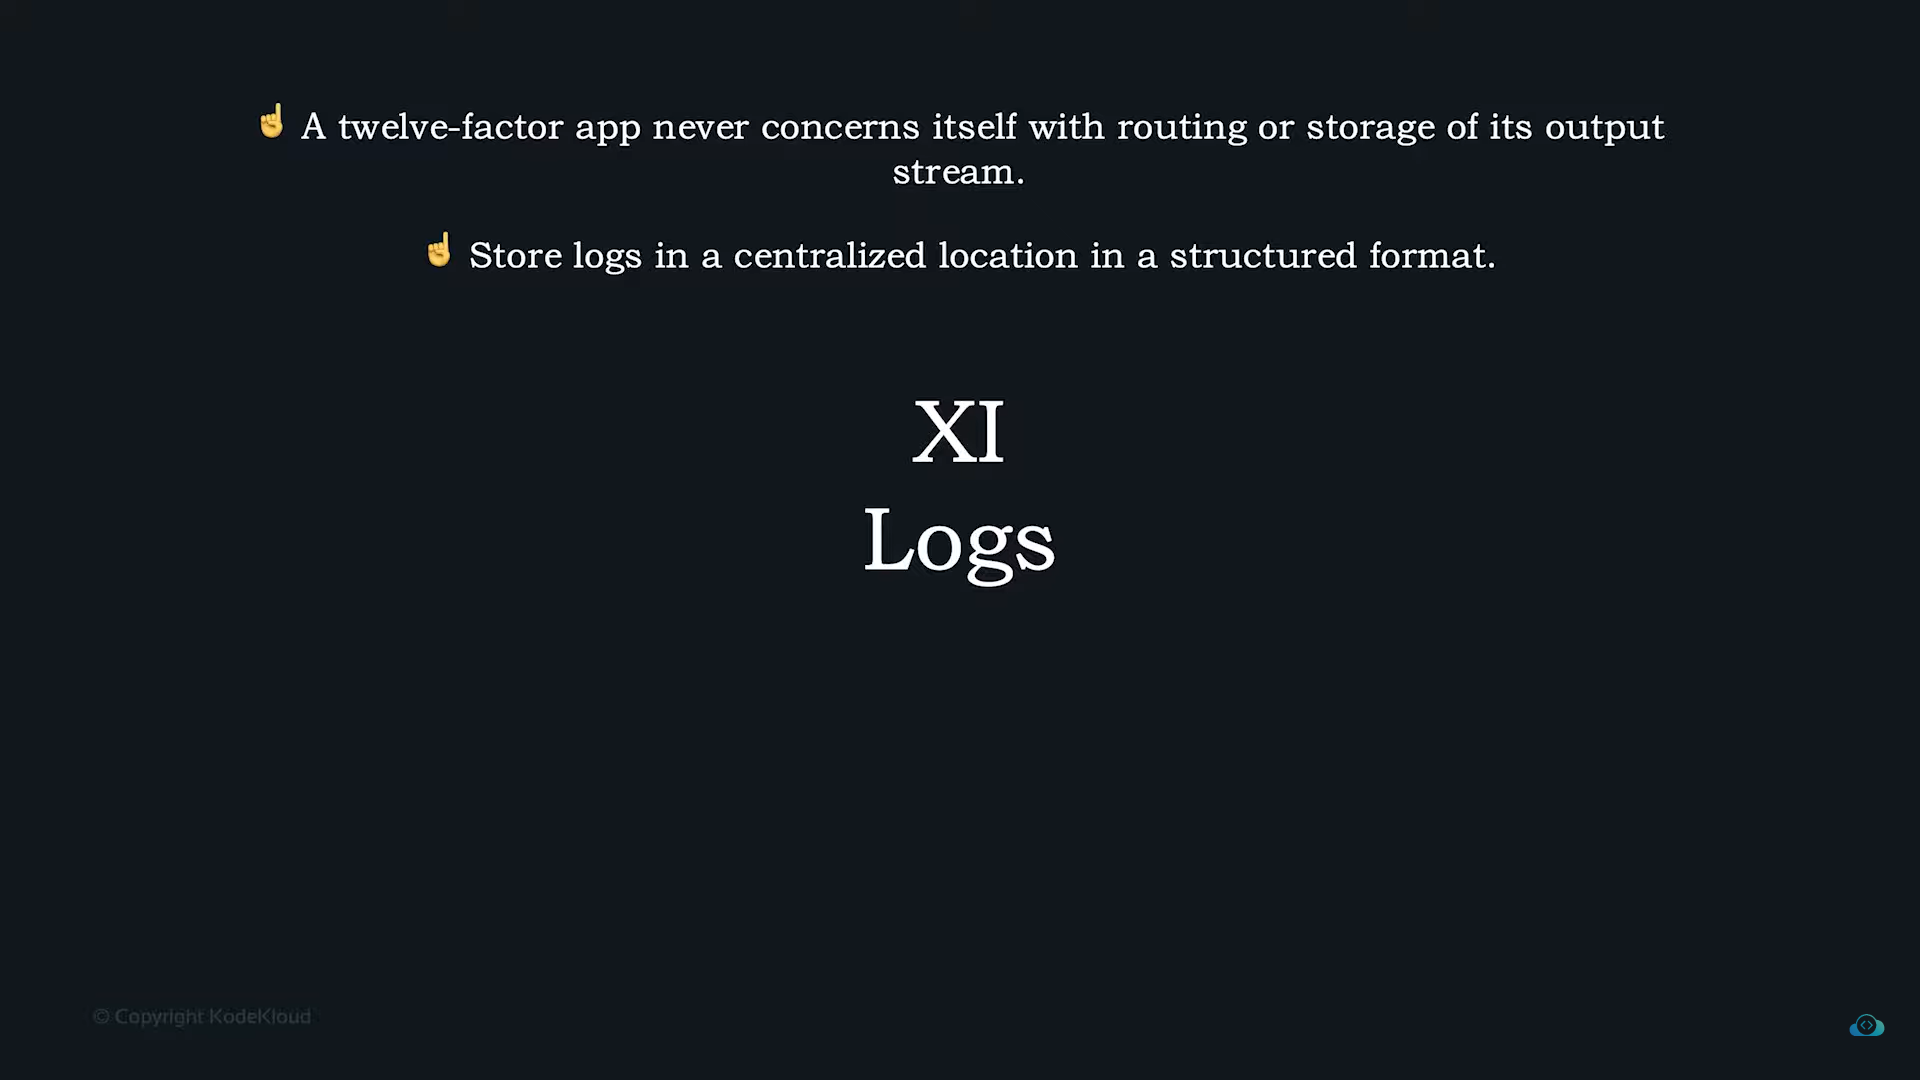 ☝ A twelve-factor app never concerns itself with routing or storage of its output
stream.
☝ Store logs in a centralized location in a structured format.
XI
Logs
© Copyright KodeKloud